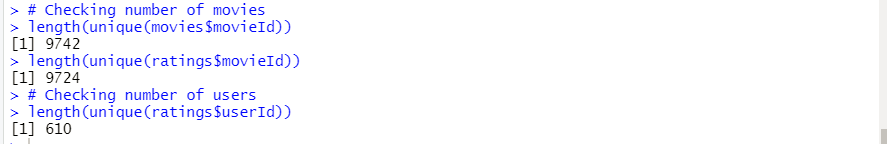 > # Checking number of movies
> length(unique(movies$movieId))
[1] 9742
> length(unique(ratings$movieId))
[1] 9724
> # Checking number of users
> length(unique(ratings$userId))
[1] 610
>